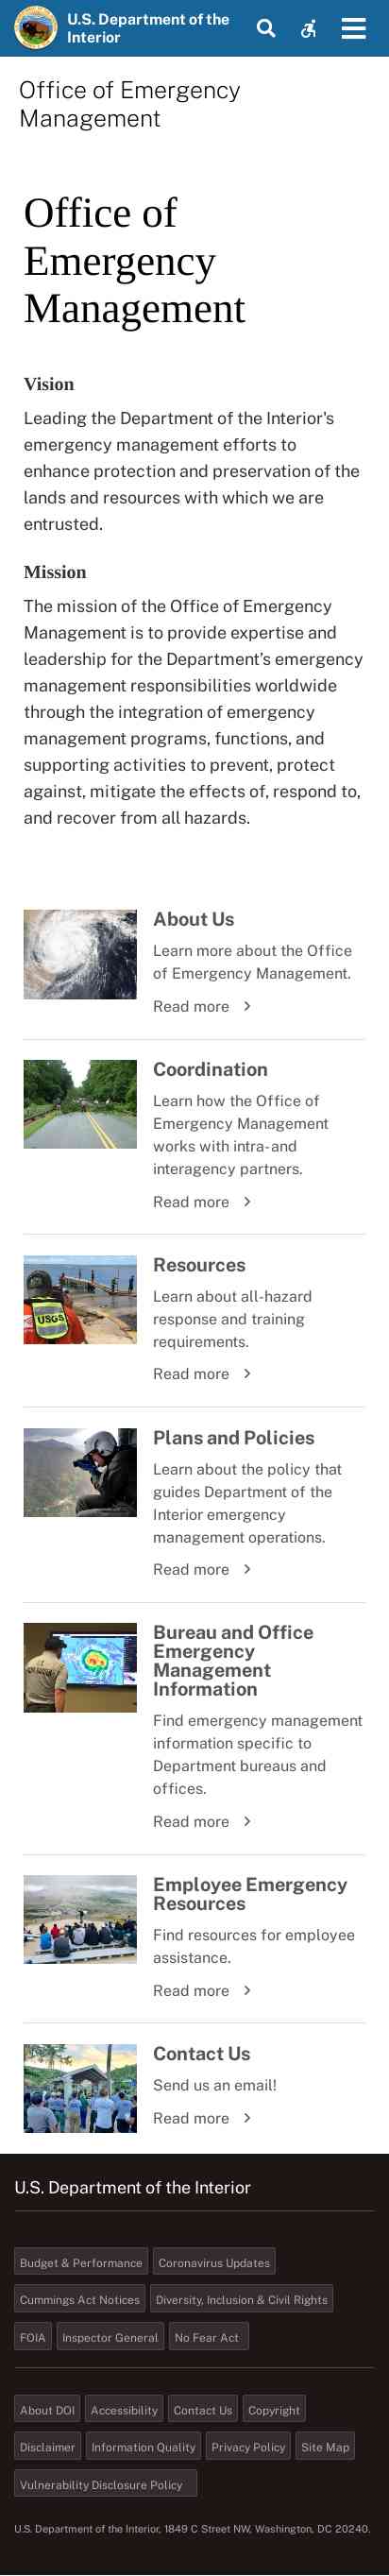 U.S. Department of the
Interior
Office of Emergency
Management
Office of
Emergency
Management
Vision
Leading the Department of the Interior's
emergency management efforts to
enhance protection and preservation of the
lands and resources with which we are
entrusted.
Mission
The mission of the Office of Emergency
Management is to provide expertise and
leadership for the Department’s emergency
management responsibilities worldwide
through the integration of emergency
management programs, functions, and
supporting activities to prevent, protect
against, mitigate the effects of, respond to,
and recover from all hazards.
About Us
Learn more about the Office
of Emergency Management.
Read more
Coordination
Learn how the Office of
Emergency Management
works with intra- and
interagency partners.
Read more
USGS
Resources
Learn about all-hazard
response and training
requirements.
Read more
Plans and Policies
Learn about the policy that
guides Department of the
Interior emergency
management operations.
Read more
Bureau and Office
Emergency
Management
Information
Find emergency management
information specific to
Department bureaus and
offices.
Read more
Employee Emergency
Resources
Find resources for employee
assistance.
Read more
Contact Us
Send us an email!
Read more
U.S. Department of the Interior
Budget & Performance Coronavirus Updates
Cummings Act Notices Diversity, Inclusion & Civil Rights
FOIA Inspector General No Fear Act
About DOI Accessibility Contact Us Copyright
Disclaimer Information Quality Privacy Policy Site Map
Vulnerability Disclosure Policy
U.S. Department of the Interior, 1849 C Street NW, Washington, DC 20240.